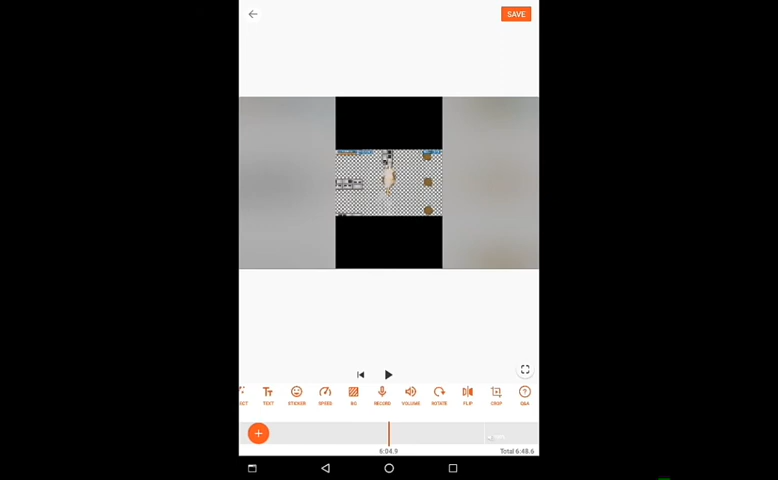 SAVE
TEXT STICKER SPEED BG RECORD VOLUME ROTATE FLIP CROP Q&A
6:04.9 Total 6:48.6